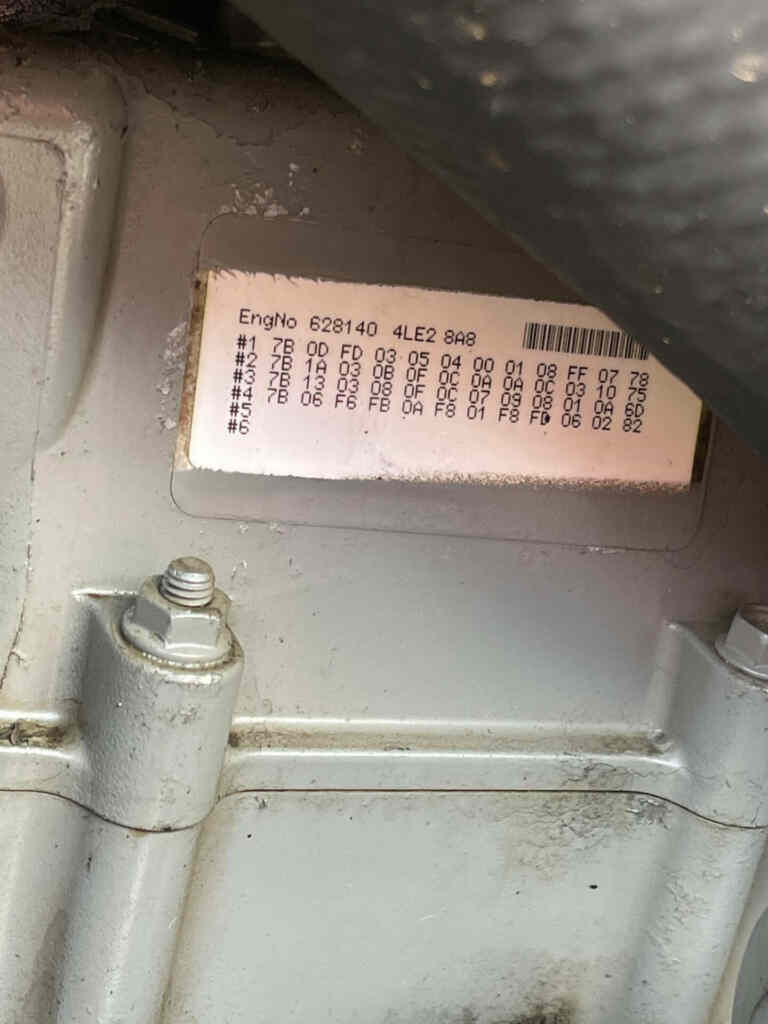 EngNo 628140 4LE2 8A8
#1 7B 0D FD 03 05 04 00 01 08 FF 07 78
#2 7B 1A 03 0B 0F 0C 0A 0A 0C 03 10 75
#3 7B 13 03 08 0F 0C 07 09 08 01 0A 6D
#4 7B 06 F6 FB 0A F8 01 F8 FD 06 02 82
#5
#6